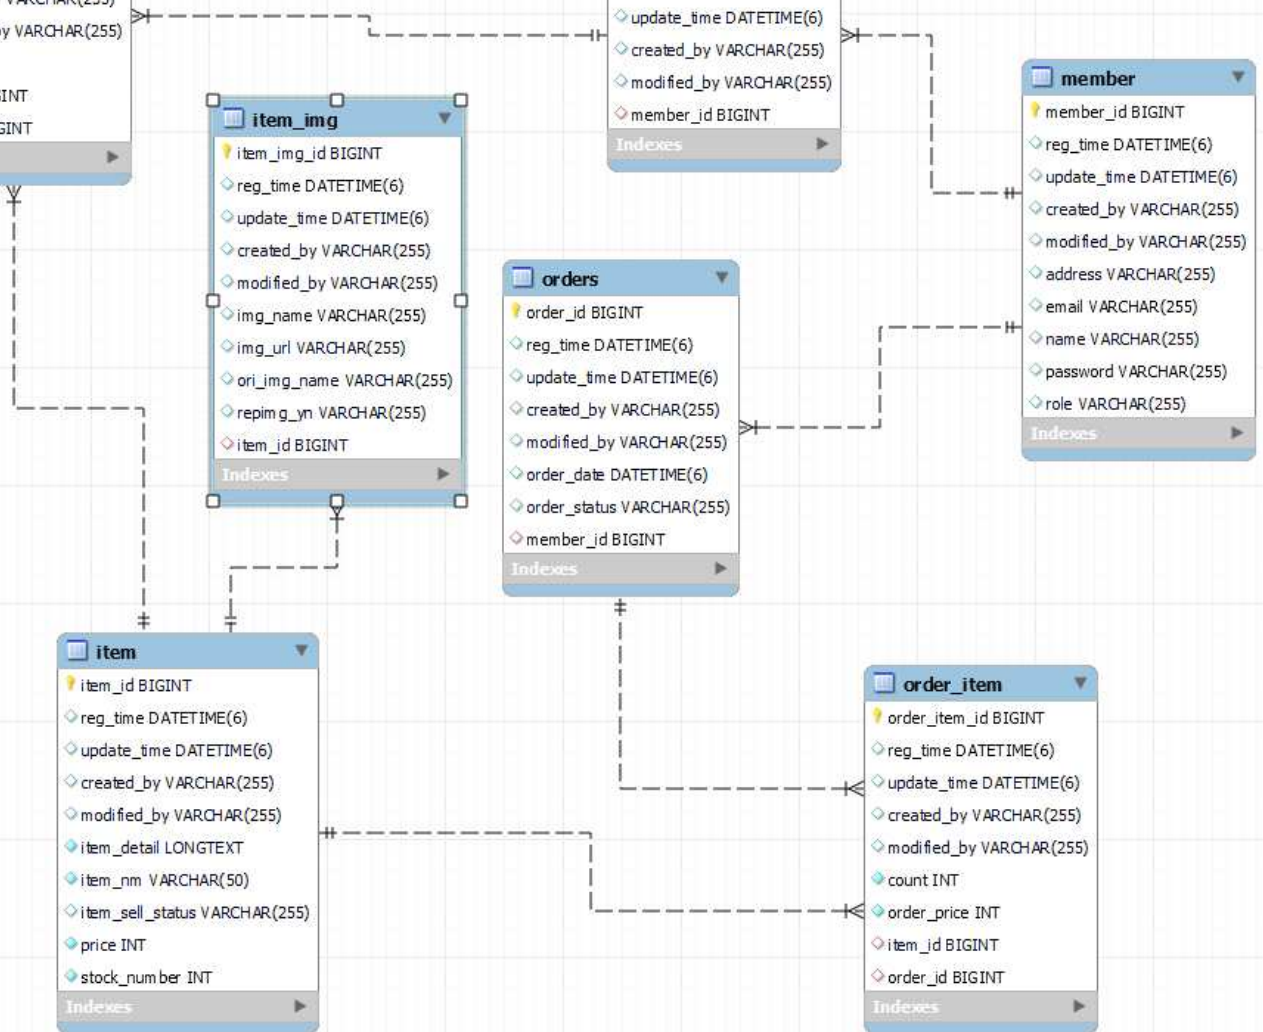 VARCHAR(255)
y VARCHAR(255)
INT
GINT
update_time DATETIME(6)
created_by VARCHAR(255)
modified_by VARCHAR(255)
member_id BIGINT
Indexes
member
member_id BIGINT
reg_time DATETIME(6)
update_time DATETIME(6)
created_by VARCHAR(255)
modified_by VARCHAR(255)
address VARCHAR(255)
email VARCHAR(255)
name VARCHAR(255)
password VARCHAR(255)
role VARCHAR(255)
Indexes
item_img
item_img_id BIGINT
reg_time DATETIME(6)
update_time DATETIME(6)
created_by VARCHAR(255)
modified_by VARCHAR(255)
img_name VARCHAR(255)
img_url VARCHAR(255)
ori_img_name VARCHAR(255)
repimg_yn VARCHAR(255)
item_id BIGINT
Indexes
orders
order_id BIGINT
reg_time DATETIME(6)
update_time DATETIME(6)
created_by VARCHAR(255)
modified_by VARCHAR(255)
order_date DATETIME(6)
order_status VARCHAR(255)
member_id BIGINT
Indexes
item
item_id BIGINT
reg_time DATETIME(6)
update_time DATETIME(6)
created_by VARCHAR(255)
modified_by VARCHAR(255)
item_detail LONGTEXT
item_nm VARCHAR(50)
item_sell_status VARCHAR(255)
price INT
stock_number INT
Indexes
order_item
order_item_id BIGINT
reg_time DATETIME(6)
update_time DATETIME(6)
created_by VARCHAR(255)
modified_by VARCHAR(255)
count INT
order_price INT
item_id BIGINT
order_id BIGINT
Indexes